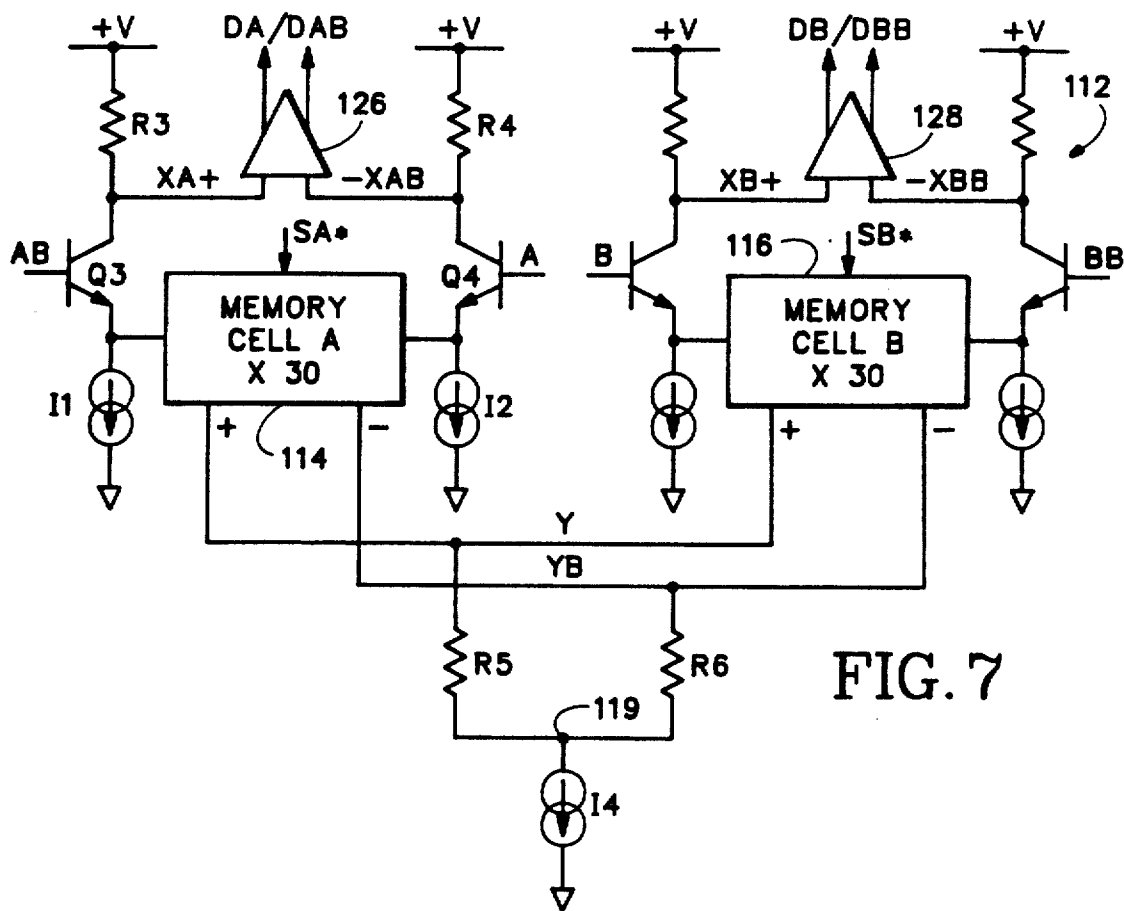 +V DA/DAB +V +V DB/DBB +V
R3 126 R4 128 112
XA+ -XAB XB+ -XBB
AB SA* A B 116 SB* BB
Q3 Q4
MEMORY CELL A X 30
MEMORY CELL B X 30
I1 + - I2 + -
114
Y
YB
R5 R6
FIG. 7
119
I4